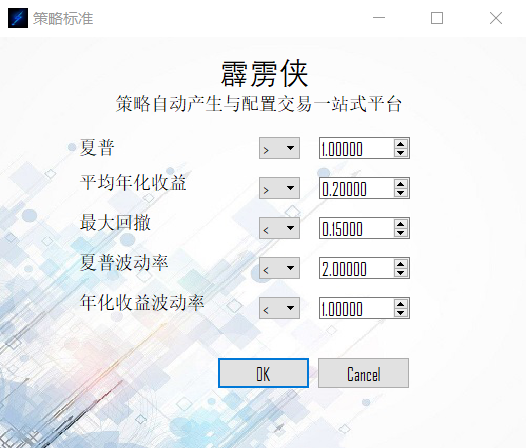 策略标准
霹雳侠
策略自动产生与配置交易一站式平台
夏普 > 1.00000
平均年化收益 > 0.20000
最大回撤 < 0.15000
夏普波动率 < 2.00000
年化收益波动率 < 1.00000
OK Cancel